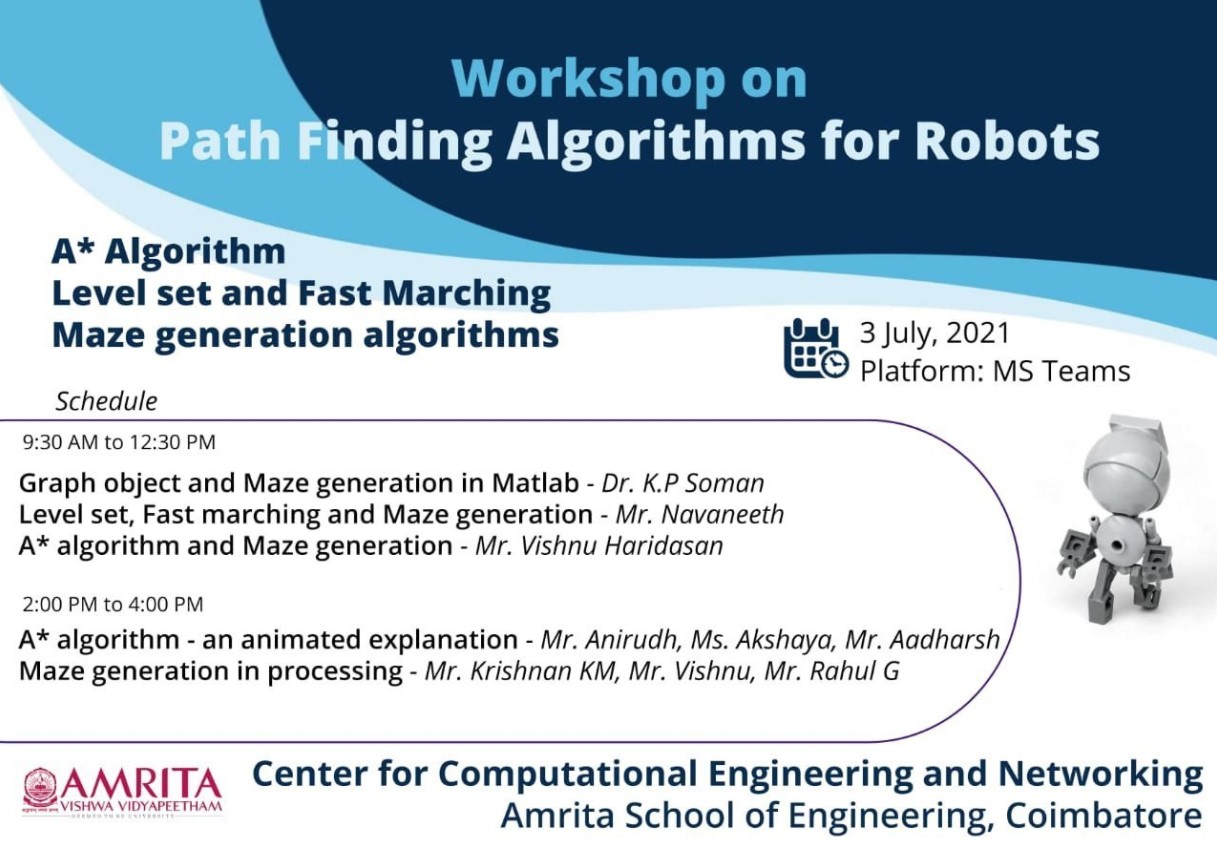 Workshop on
Path Finding Algorithms for Robots
A* Algorithm
Level set and Fast Marching
Maze generation algorithms
3 July, 2021
Platform: MS Teams
Schedule
9:30 AM to 12:30 PM
Graph object and Maze generation in Matlab - Dr. K.P Soman
Level set, Fast marching and Maze generation - Mr. Navaneeth
A* algorithm and Maze generation - Mr. Vishnu Haridasan
2:00 PM to 4:00 PM
A* algorithm - an animated explanation - Mr. Anirudh, Ms. Akshaya, Mr. Aadharsh
Maze generation in processing - Mr. Krishnan KM, Mr. Vishnu, Mr. Rahul G
AMRITA
VISHWA VIDYAPEETHAM
Center for Computational Engineering and Networking
Amrita School of Engineering, Coimbatore